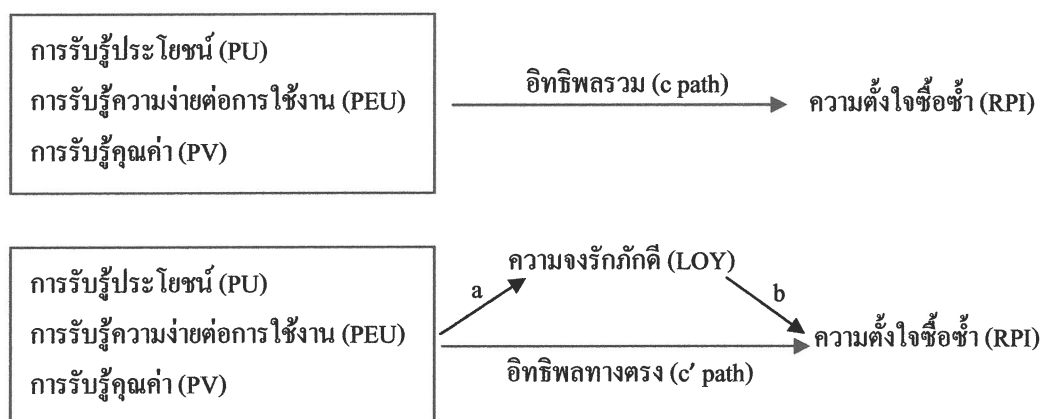 การรับรู้ประโยชน์ (PU)
การรับรู้ความง่ายต่อการใช้งาน (PEU)
การรับรู้คุณค่า (PV)
อิทธิพลรวม (c path)
ความตั้งใจซื้อซ้ำ (RPI)
การรับรู้ประโยชน์ (PU)
การรับรู้ความง่ายต่อการใช้งาน (PEU)
การรับรู้คุณค่า (PV)
ความจงรักภักดี (LOY)
a
b
ความตั้งใจซื้อซ้ำ (RPI)
อิทธิพลทางตรง (c′ path)